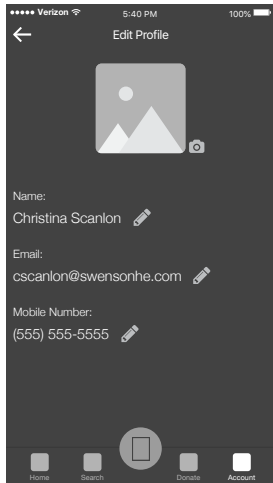 Verizon 5:40 PM 100%
Edit Profile
Name:
Christina Scanlon
Email:
cscanlon@swensonhe.com
Mobile Number:
(555) 555-5555
Home Search Donate Account